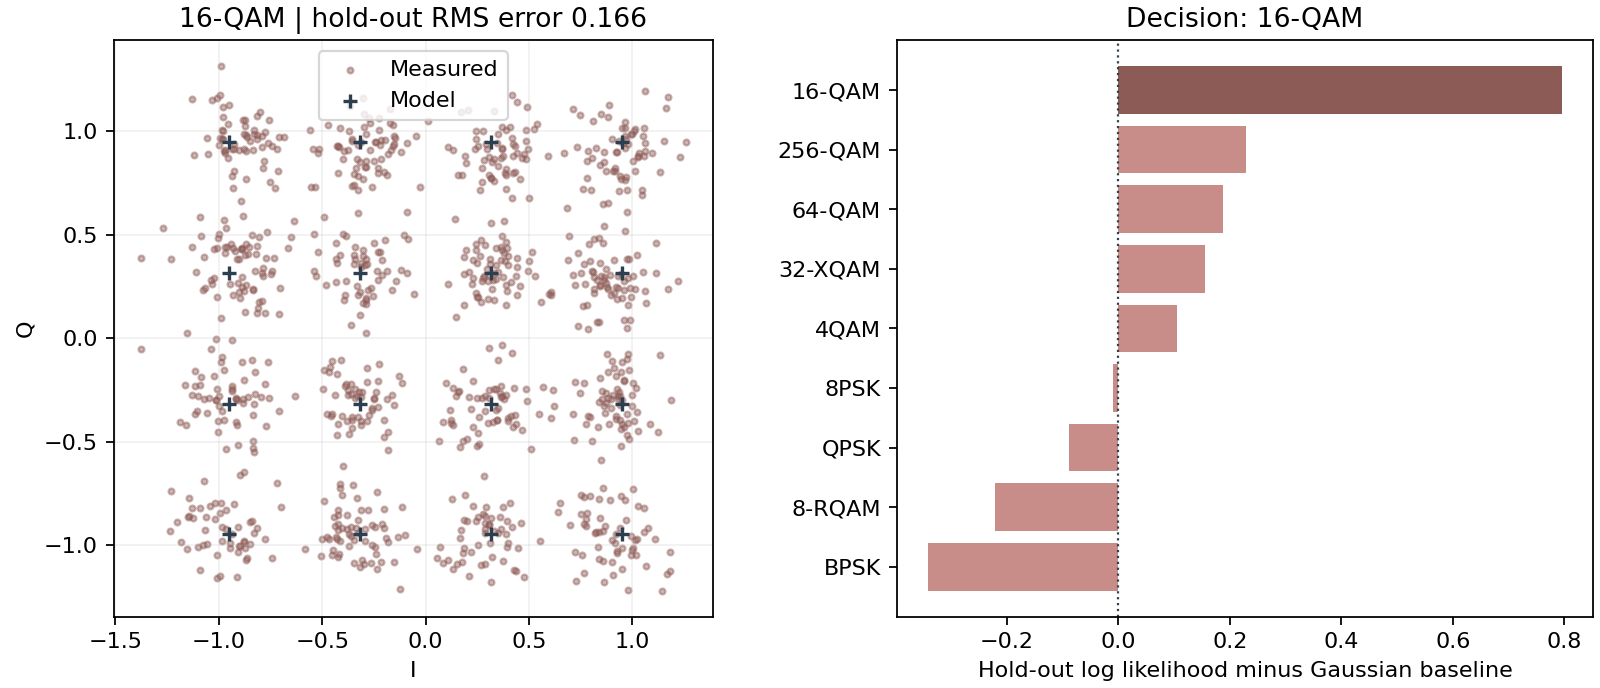 16-QAM | hold-out RMS error 0.166
Measured
Model
1.0
0.5
0.0
−0.5
−1.0
Q
−1.5
−1.0
−0.5
0.0
0.5
1.0
I
Decision: 16-QAM
16-QAM
256-QAM
64-QAM
32-XQAM
4QAM
8PSK
QPSK
8-RQAM
BPSK
−0.2
0.0
0.2
0.4
0.6
0.8
Hold-out log likelihood minus Gaussian baseline